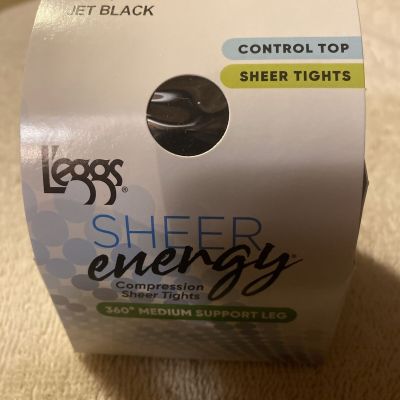 JET BLACK
CONTROL TOP
SHEER TIGHTS
L'eggs®
SHEER
energy®
Compression
Sheer Tights
360° MEDIUM SUPPORT LEG